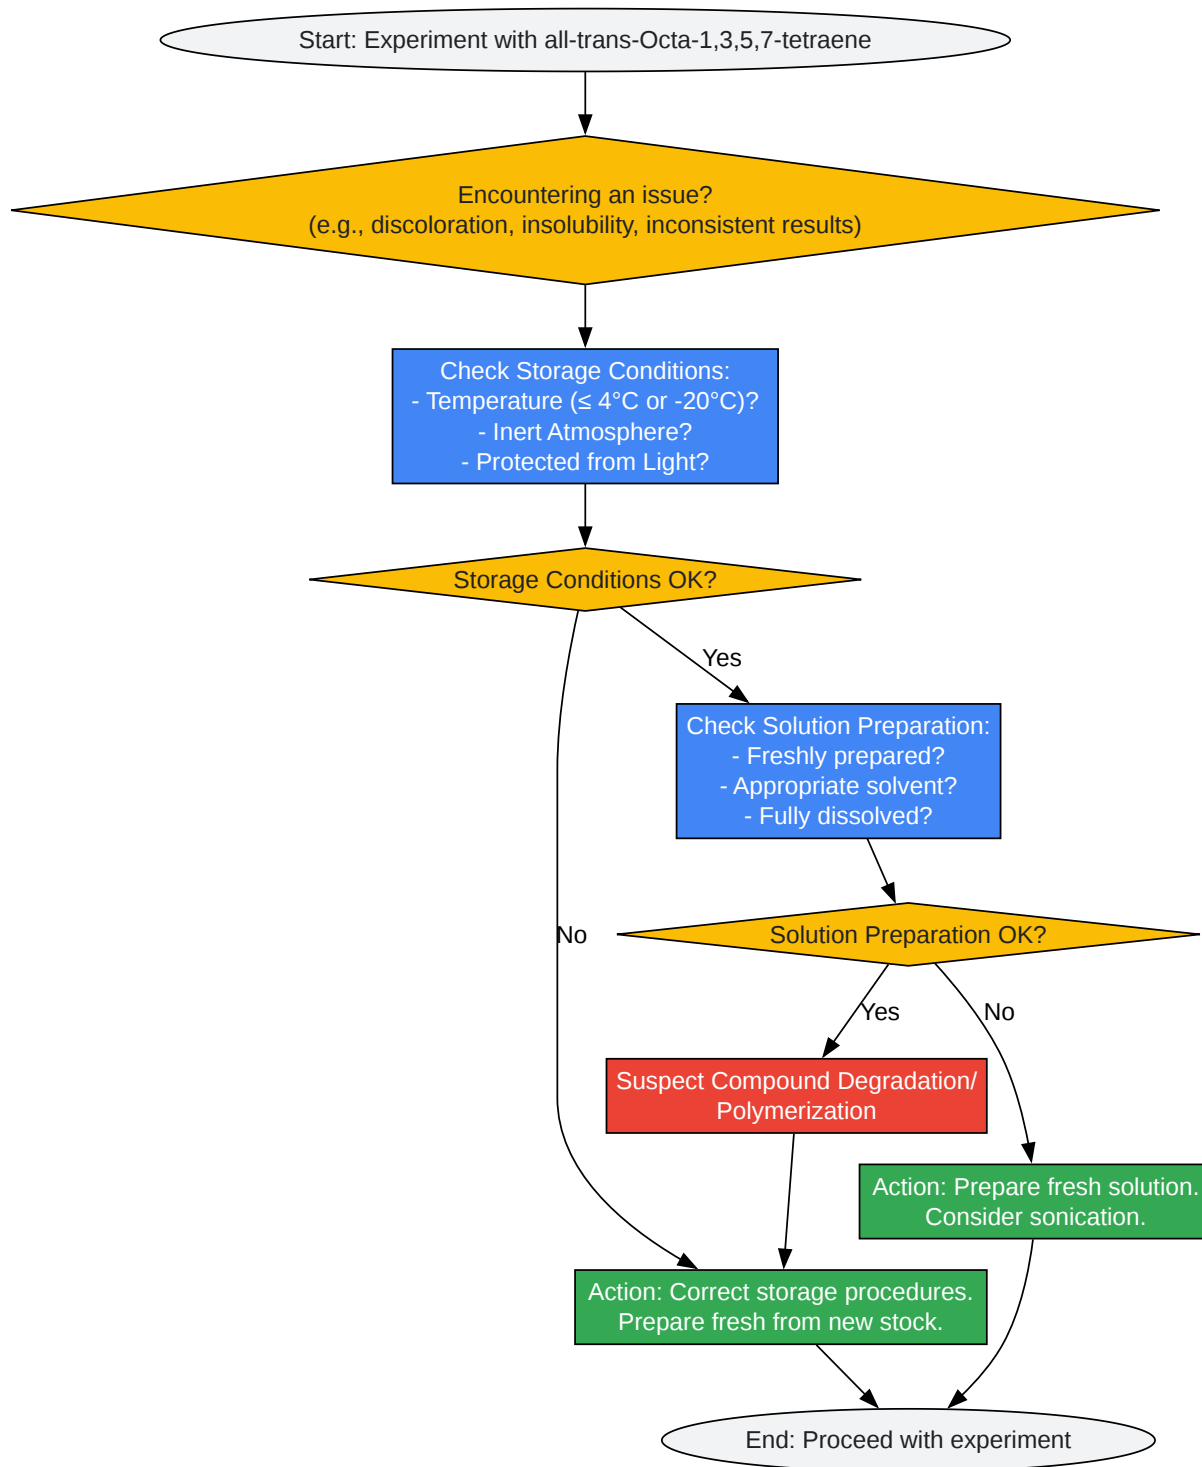 Start: Experiment with all-trans-Octa-1,3,5,7-tetraene
Encountering an issue?
(e.g., discoloration, insolubility, inconsistent results)
Check Storage Conditions:
- Temperature (≤ 4°C or -20°C)?
- Inert Atmosphere?
- Protected from Light?
Storage Conditions OK?
Yes
Check Solution Preparation:
- Freshly prepared?
- Appropriate solvent?
- Fully dissolved?
No
Solution Preparation OK?
Yes
No
Suspect Compound Degradation/
Polymerization
Action: Prepare fresh solution.
Consider sonication.
Action: Correct storage procedures.
Prepare fresh from new stock.
End: Proceed with experiment